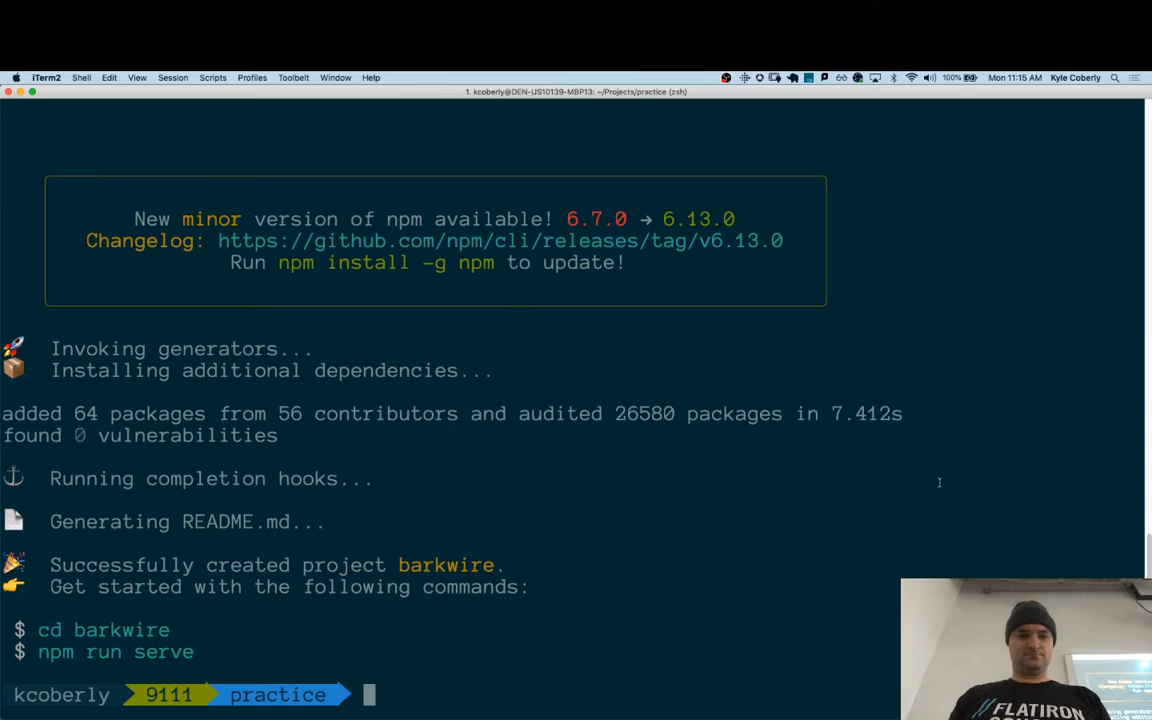 iTerm2 Shell Edit View Session Scripts Profiles Toolbelt Window Help 100% Mon 11:15 AM Kyle Coberly
1. kcoberly@DEN-US10139-MBP13: ~/Projects/practice (zsh)
New minor version of npm available! 6.7.0 → 6.13.0
Changelog: https://github.com/npm/cli/releases/tag/v6.13.0
Run npm install -g npm to update!
🚀 Invoking generators...
📦 Installing additional dependencies...
added 64 packages from 56 contributors and audited 26580 packages in 7.412s
found 0 vulnerabilities
⚓ Running completion hooks...
📄 Generating README.md...
🎉 Successfully created project barkwire.
👉 Get started with the following commands:
$ cd barkwire
$ npm run serve
kcoberly 9111 practice
// FLATIRON